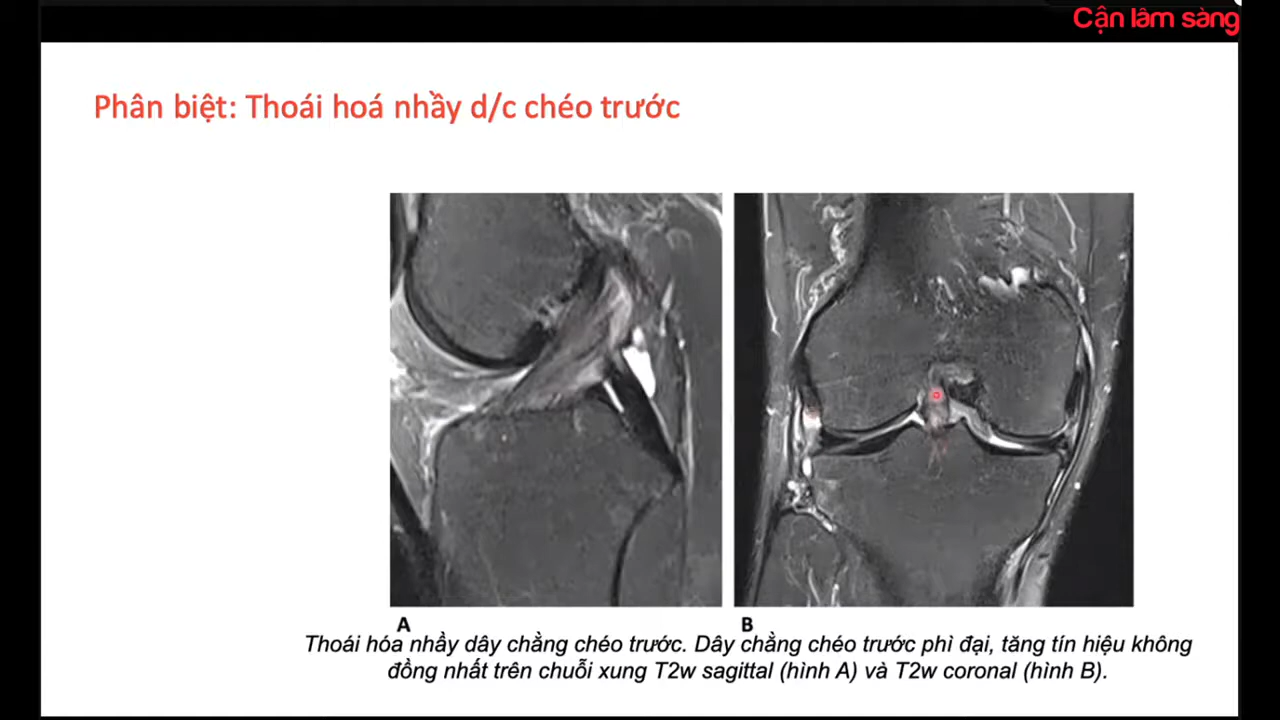 Cận lâm sàng
Phân biệt: Thoái hoá nhầy d/c chéo trước
A
B
Thoái hóa nhầy dây chằng chéo trước. Dây chằng chéo trước phì đại, tăng tín hiệu không
đồng nhất trên chuỗi xung T2w sagittal (hình A) và T2w coronal (hình B).